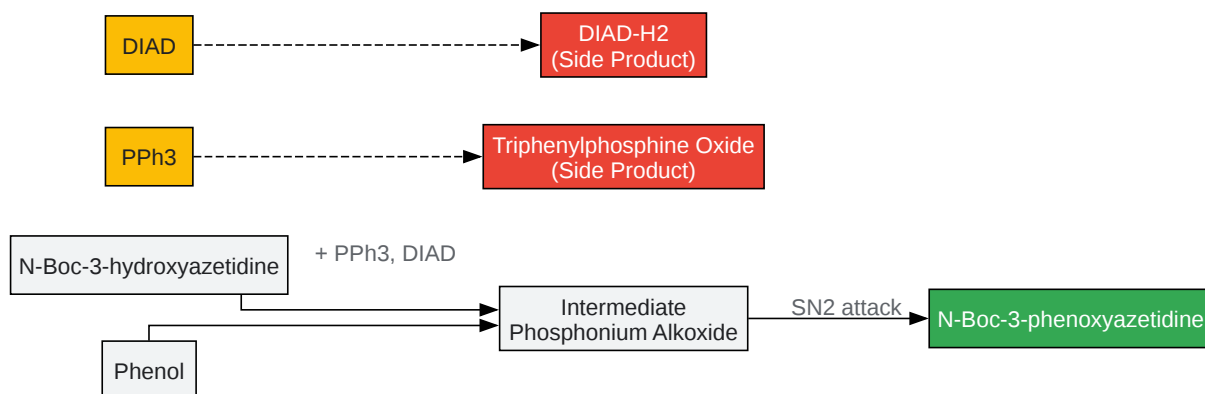 DIAD
DIAD-H2
(Side Product)
PPh3
Triphenylphosphine Oxide
(Side Product)
N-Boc-3-hydroxyazetidine
+ PPh3, DIAD
Intermediate
Phosphonium Alkoxide
SN2 attack
N-Boc-3-phenoxyazetidine
Phenol